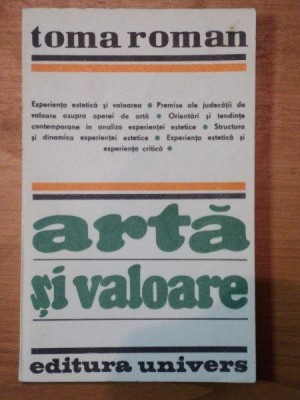 toma roman
Experiența estetică și valoarea • Premise ale judecății de
valoare asupra operei de artă • Orientări și tendințe
contemporane în analiza experienței estetice • Structura
și dinamica experienței estetice • Experiența estetică și
experiența critică •
artă
și valoare
editura univers